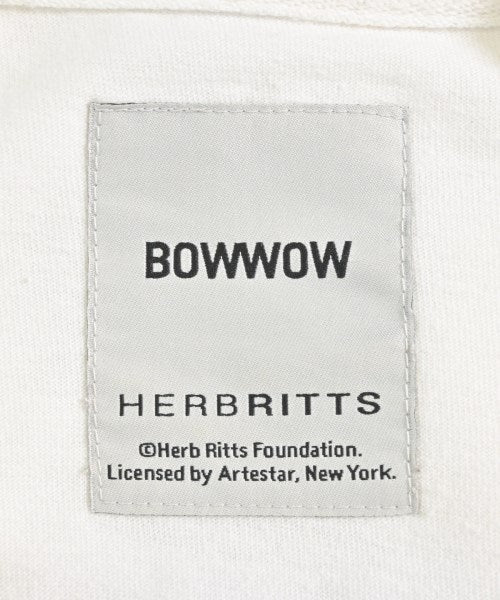 BOWWOW
HERBRITTS
©Herb Ritts Foundation.
Licensed by Artestar, New York.